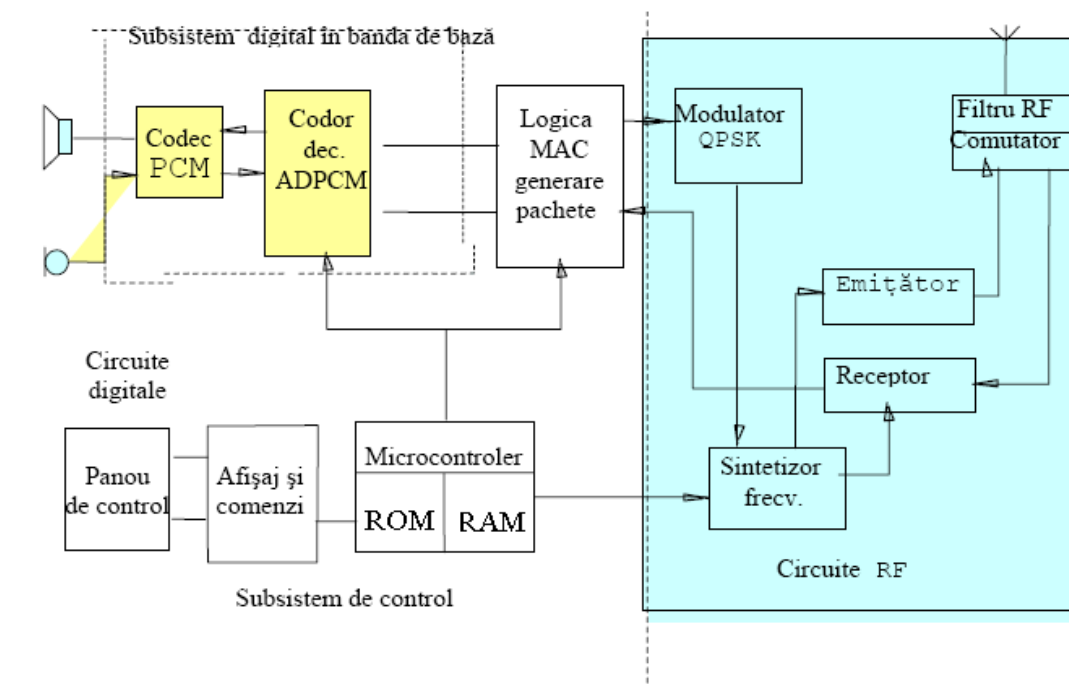 Subsistem digital in banda de bază
Codec
PCM
Codor
dec.
ADPCM
Logica
MAC
generare
pachete
Modulator
QPSK
Filtru RF
Comutator
Emiţător
Receptor
Sintetizor
frecv.
Circuite RF
Circuite
digitale
Panou
de control
Afişaj şi
comenzi
Microcontroler
ROM
RAM
Subsistem de control